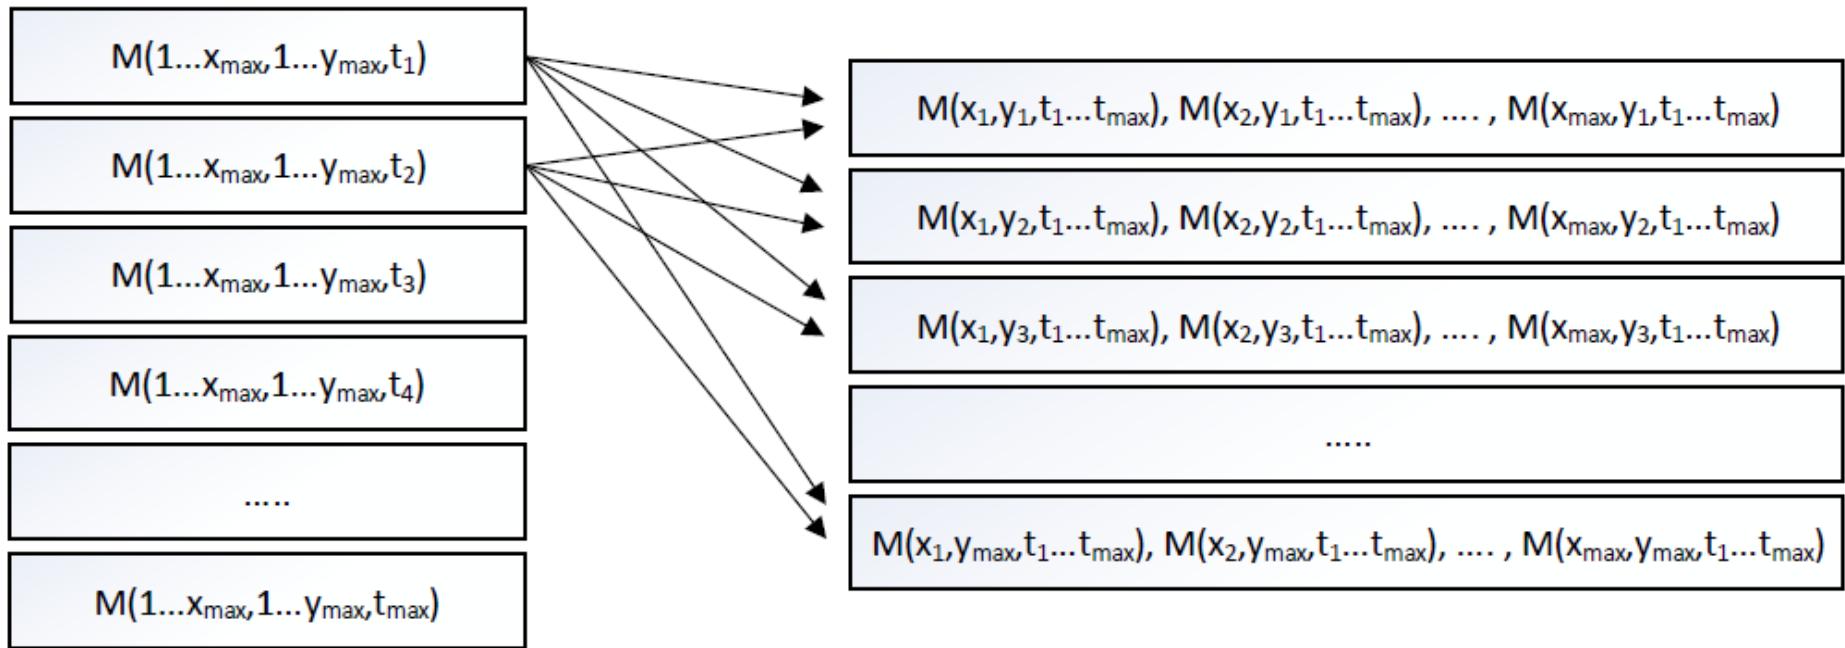 M(1...xmax,1...ymax,t1)
M(1...xmax,1...ymax,t2)
M(1...xmax,1...ymax,t3)
M(1...xmax,1...ymax,t4)
.....
M(1...xmax,1...ymax,tmax)
M(x1,y1,t1...tmax), M(x2,y1,t1...tmax), .... , M(xmax,y1,t1...tmax)
M(x1,y2,t1...tmax), M(x2,y2,t1...tmax), .... , M(xmax,y2,t1...tmax)
M(x1,y3,t1...tmax), M(x2,y3,t1...tmax), .... , M(xmax,y3,t1...tmax)
.....
M(x1,ymax,t1...tmax), M(x2,ymax,t1...tmax), .... , M(xmax,ymax,t1...tmax)